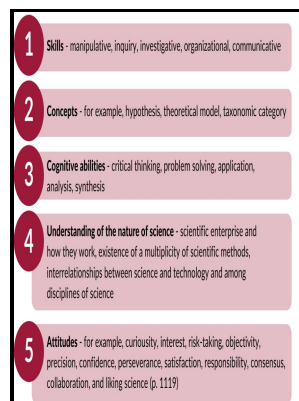 1
Skills - manipulative, inquiry, investigative, organizational, communicative
2
Concepts - for example, hypothesis, theoretical model, taxonomic category
3
Cognitive abilities - critical thinking, problem solving, application,
analysis, synthesis
4
Understanding of the nature of science - scientific enterprise and
how they work, existence of a multiplicity of scientific methods,
interrelationships between science and technology and among
disciplines of science
5
Attitudes - for example, curiousity, interest, risk-taking, objectivity,
precision, confidence, perseverance, satisfaction, responsibility, consensus,
collaboration, and liking science (p. 1119)